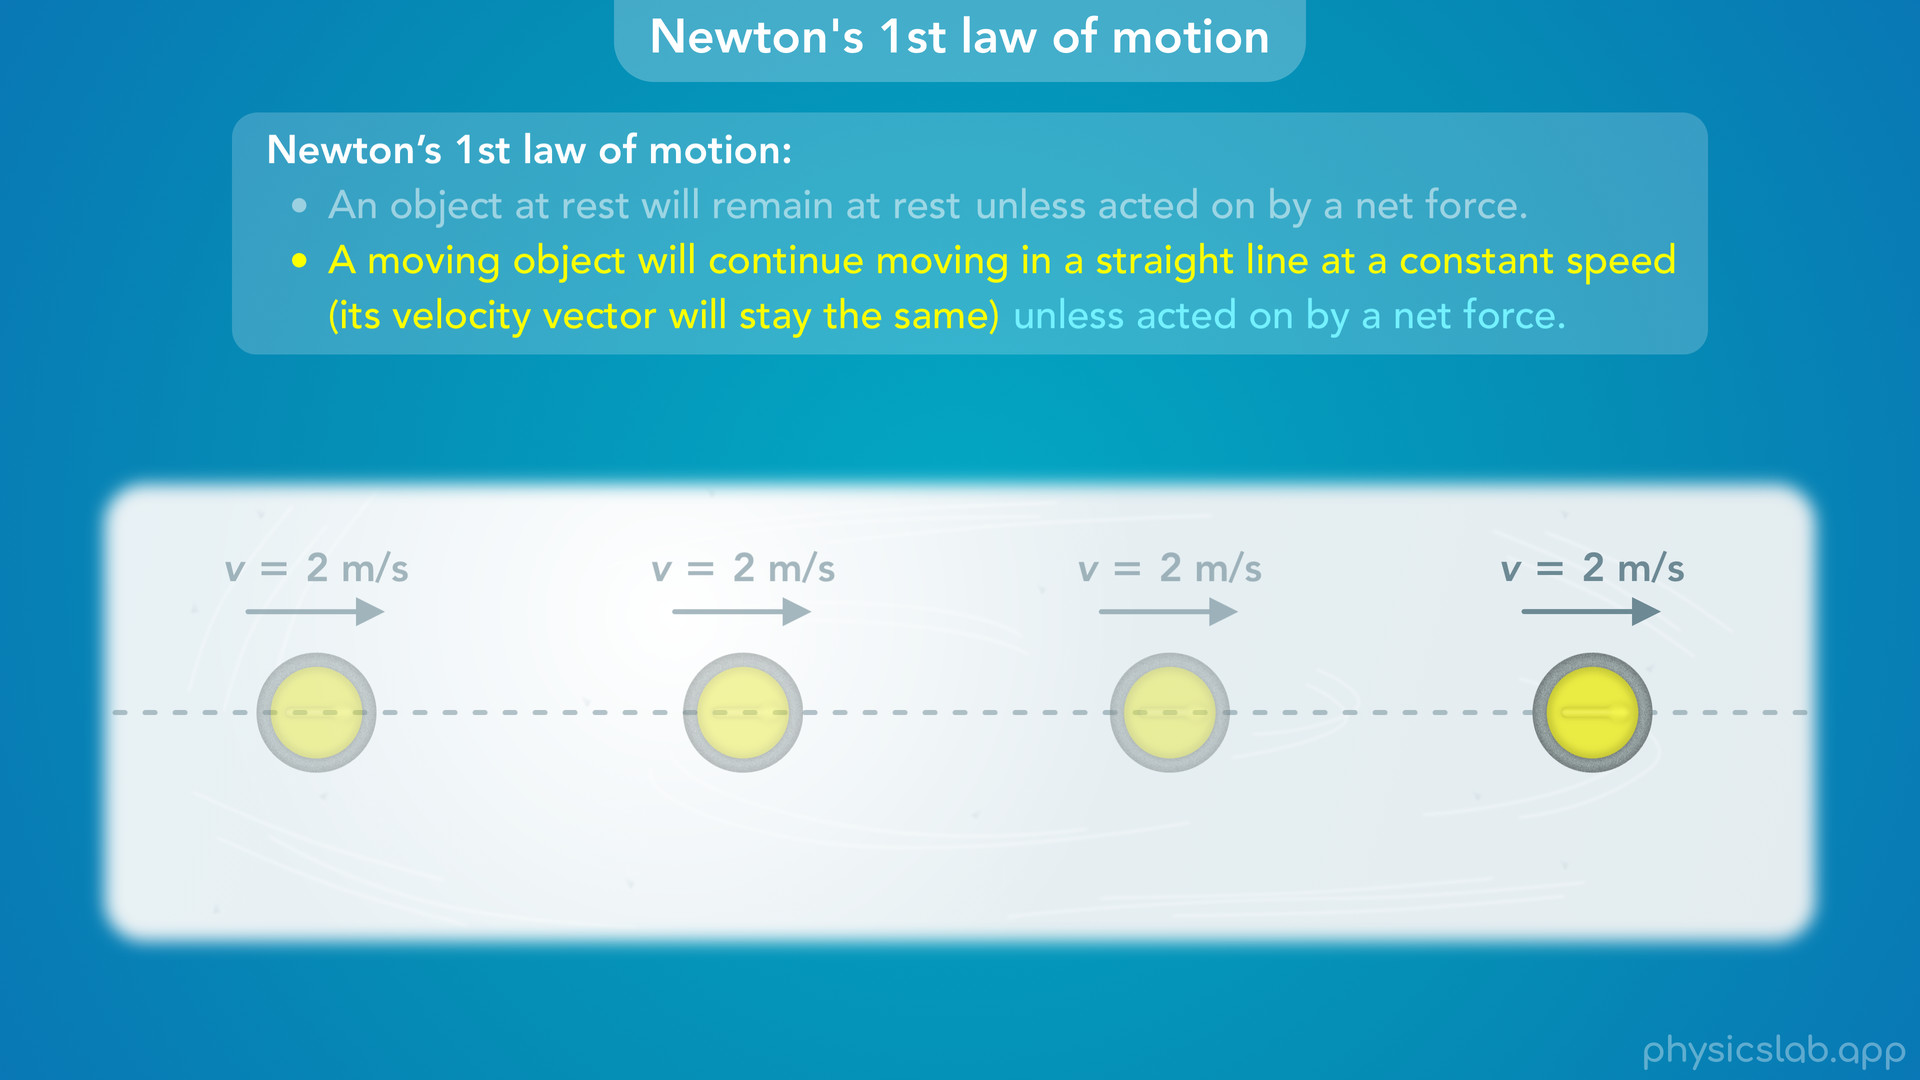 Newton's 1st law of motion
Newton’s 1st law of motion:
• An object at rest will remain at rest unless acted on by a net force.
• A moving object will continue moving in a straight line at a constant speed
(its velocity vector will stay the same) unless acted on by a net force.
v = 2 m/s
v = 2 m/s
v = 2 m/s
v = 2 m/s
physicslab.app